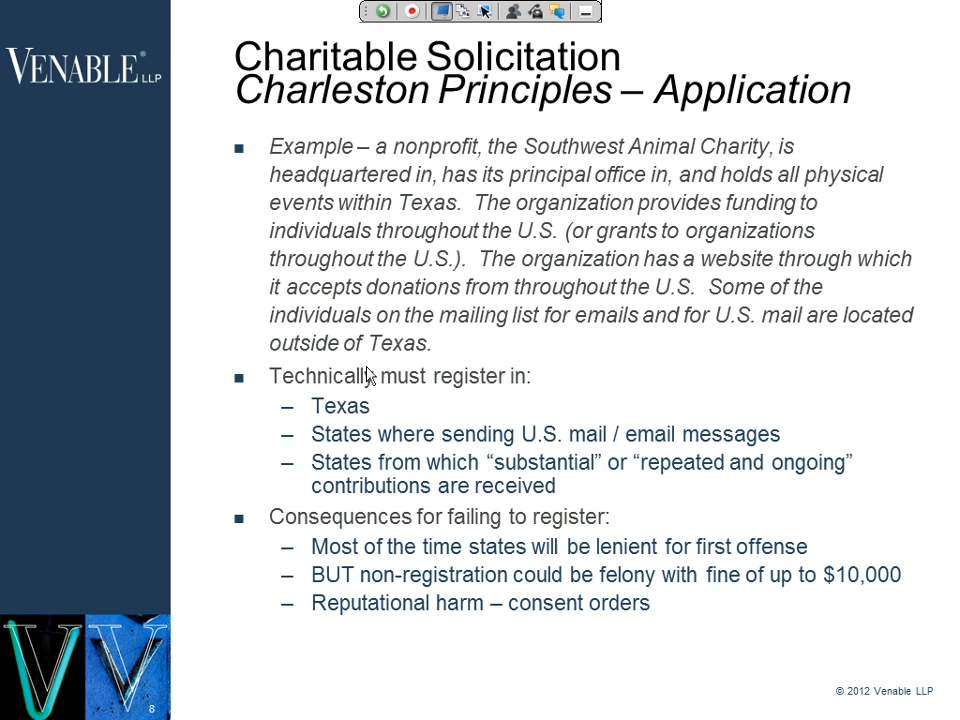 VENABLE® LLP
Charitable Solicitation
Charleston Principles – Application
■ Example – a nonprofit, the Southwest Animal Charity, is
headquartered in, has its principal office in, and holds all physical
events within Texas.  The organization provides funding to
individuals throughout the U.S. (or grants to organizations
throughout the U.S.).  The organization has a website through which
it accepts donations from throughout the U.S.  Some of the
individuals on the mailing list for emails and for U.S. mail are located
outside of Texas.
■ Technically must register in:
– Texas
– States where sending U.S. mail / email messages
– States from which “substantial” or “repeated and ongoing”
contributions are received
■ Consequences for failing to register:
– Most of the time states will be lenient for first offense
– BUT non-registration could be felony with fine of up to $10,000
– Reputational harm – consent orders
V V
8
© 2012 Venable LLP